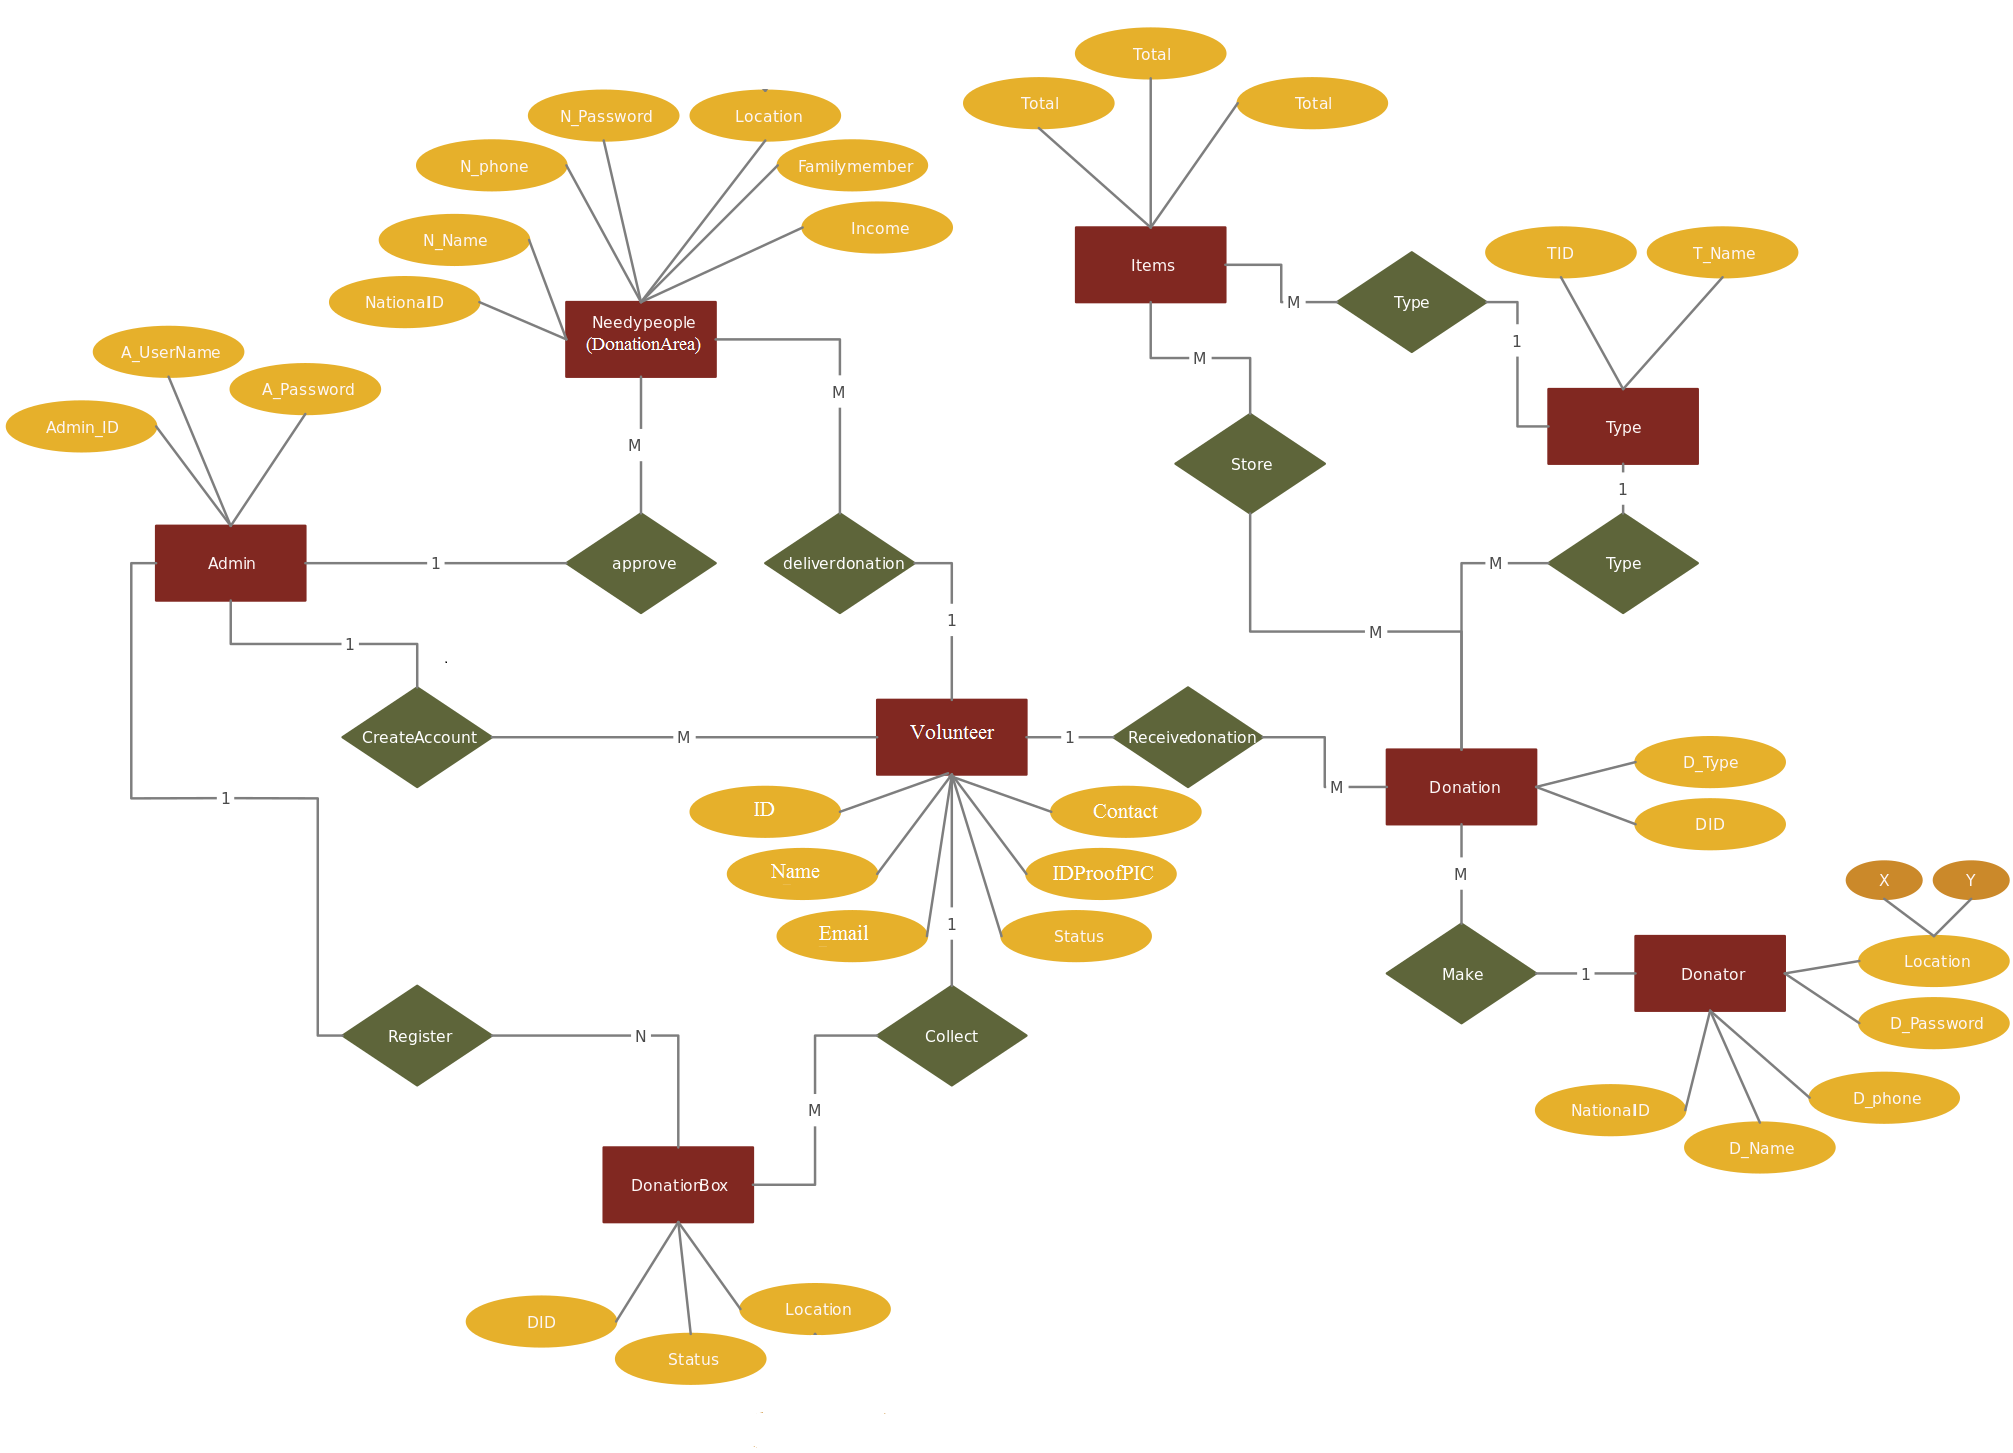 Total
Total
Total
N_Password
Location
N_phone
Familymember
N_Name
Income
NationalID
Needypeople
(DonationArea)
Items
M
Type
TID
T_Name
1
M
Type
A_UserName
A_Password
Admin_ID
M
M
Store
1
Admin
1
approve
deliverdonation
M
Type
1
1
M
CreateAccount
M
Volunteer
1
Receivedonation
M
Donation
D_Type
DID
1
ID
Contact
Name
IDProofPIC
Email
1
Status
M
X
Y
Location
Make
1
Donator
D_Password
Register
N
Collect
M
NationalID
D_phone
D_Name
DonationBox
DID
Location
Status